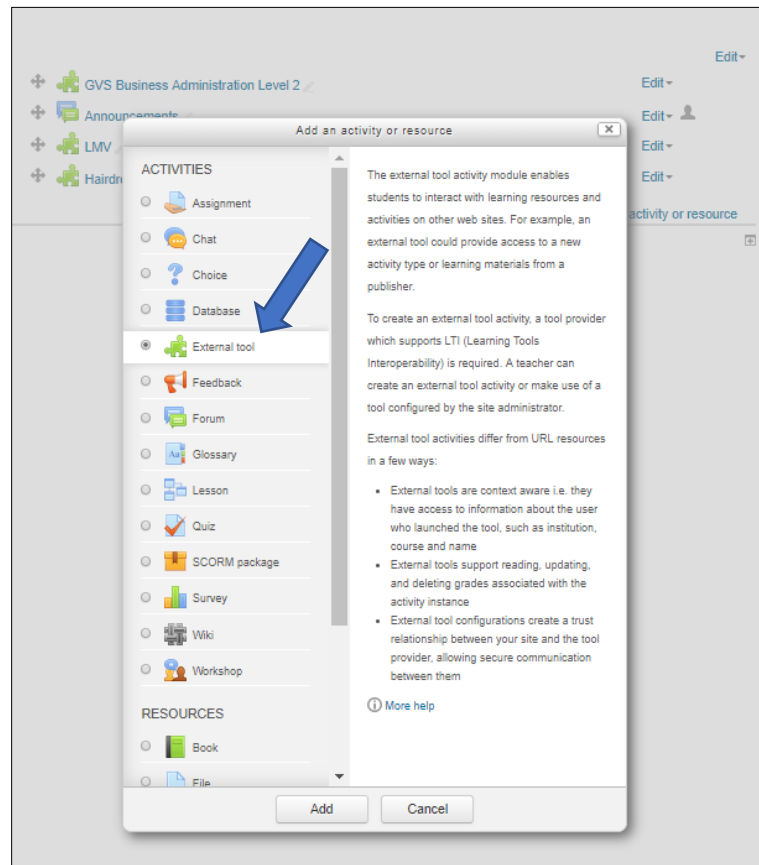 Edit
GVS Business Administration Level 2
Edit
Announcements
Edit
Add an activity or resource
LMV
Edit
Edit
activity or resource
ACTIVITIES
Assignment
Chat
Choice
Database
External tool
Feedback
Forum
Glossary
Lesson
Quiz
SCORM package
Survey
Wiki
Workshop
RESOURCES
Book
File
The external tool activity module enables
students to interact with learning resources and
activities on other web sites. For example, an
external tool could provide access to a new
activity type or learning materials from a
publisher.
To create an external tool activity, a tool provider
which supports LTI (Learning Tools
Interoperability) is required. A teacher can
create an external tool activity or make use of a
tool configured by the site administrator.
External tool activities differ from URL resources
in a few ways:
• External tools are context aware i.e. they
have access to information about the user
who launched the tool, such as institution,
course and name
• External tools support reading, updating,
and deleting grades associated with the
activity instance
• External tool configurations create a trust
relationship between your site and the tool
provider, allowing secure communication
between them
More help
Add
Cancel